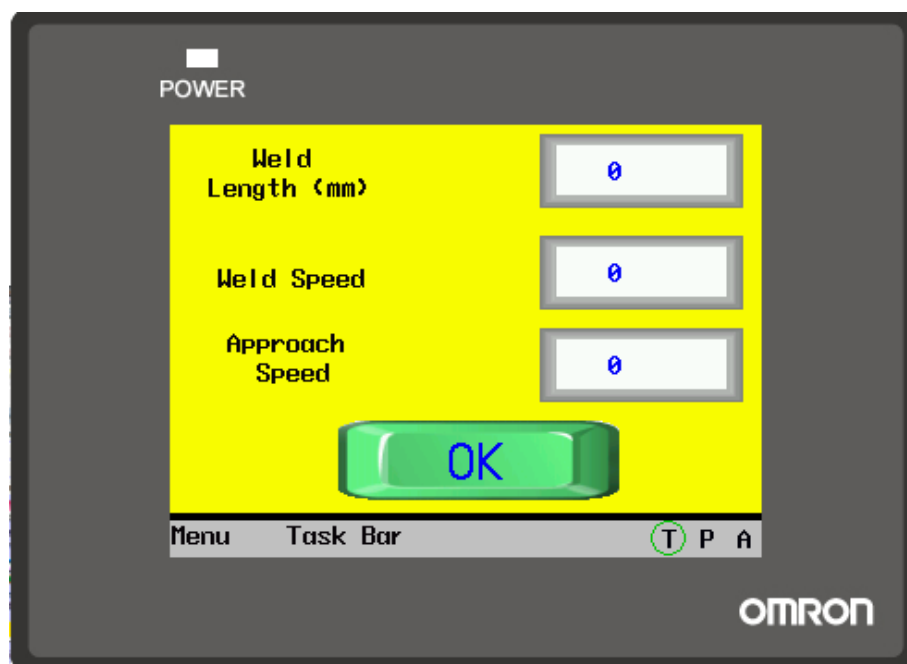 POWER
Weld
Length (mm)
0
Weld Speed
0
Approach
Speed
0
OK
Menu Task Bar T P A
OMRON